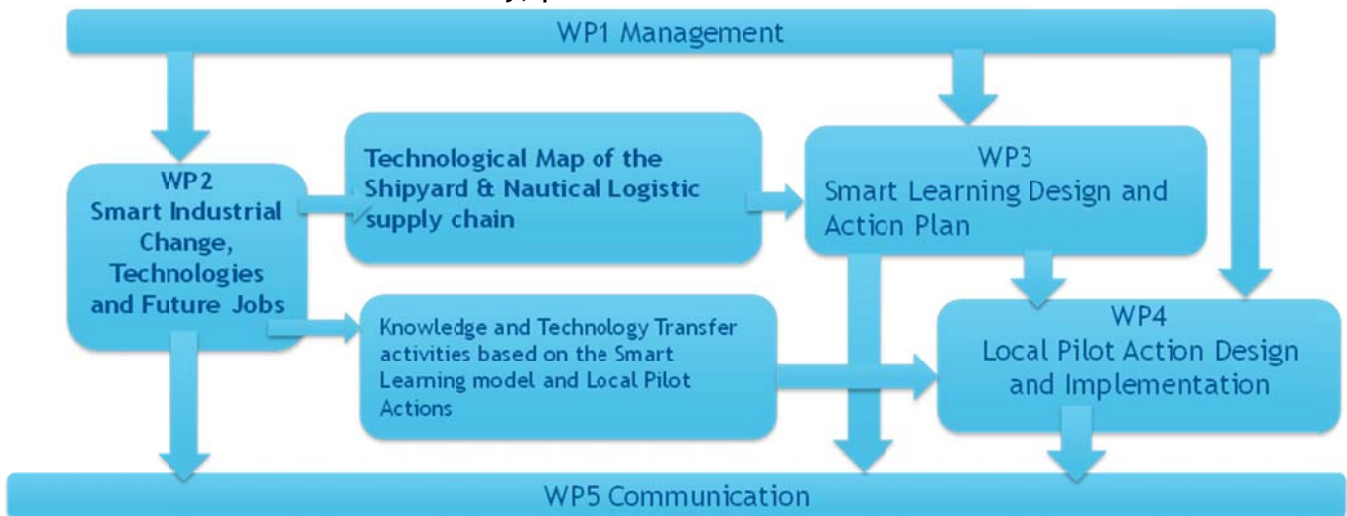 WP1 Management
Technological Map of the
Shipyard & Nautical Logistic
supply chain
WP3
Smart Learning Design and
Action Plan
WP2
Smart Industrial
Change,
Technologies
and Future Jobs
Knowledge and Technology Transfer
activities based on the Smart
Learning model and Local Pilot
Actions
WP4
Local Pilot Action Design
and Implementation
WP5 Communication